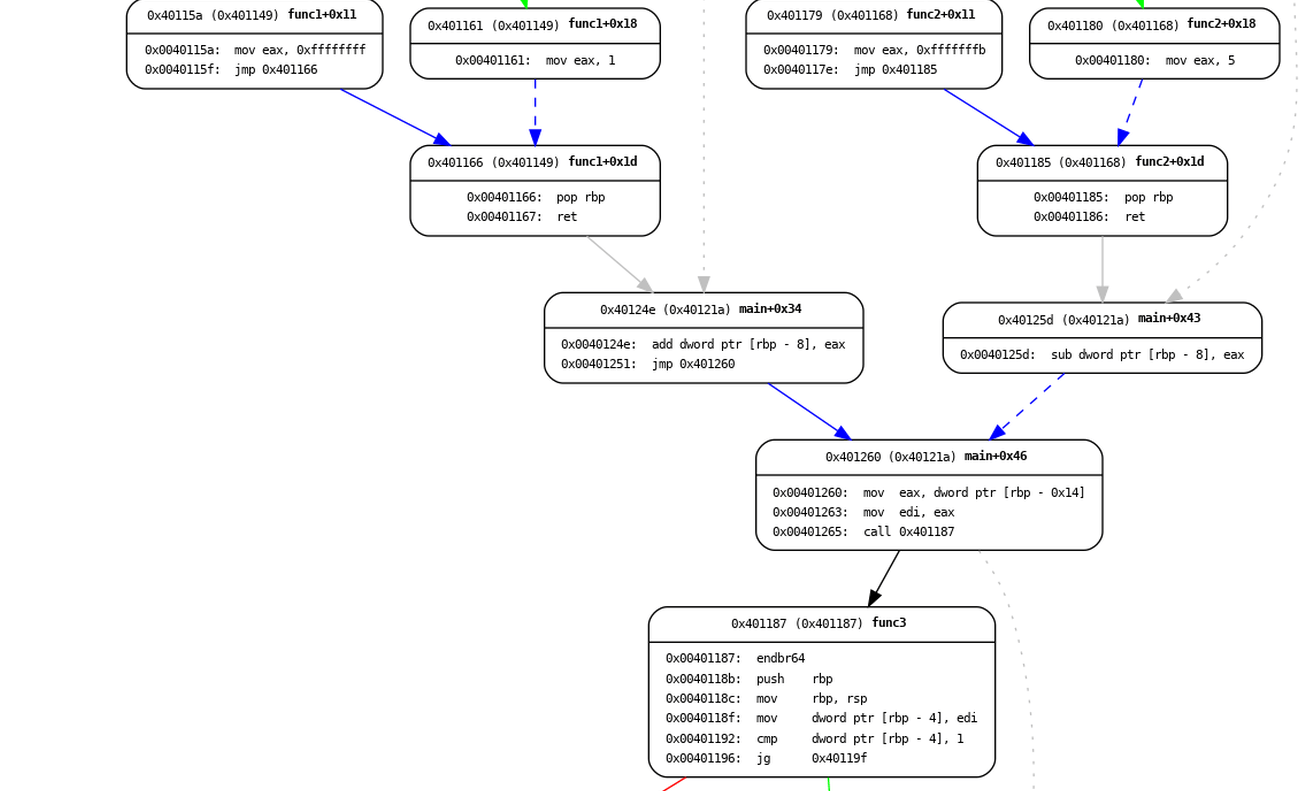 0x40115a (0x401149) func1+0x11
0x0040115a: mov eax, 0xffffffff
0x0040115f: jmp 0x401166
0x401161 (0x401149) func1+0x18
0x00401161: mov eax, 1
0x401179 (0x401168) func2+0x11
0x00401179: mov eax, 0xfffffffb
0x0040117e: jmp 0x401185
0x401180 (0x401168) func2+0x18
0x00401180: mov eax, 5
0x401166 (0x401149) func1+0x1d
0x00401166: pop rbp
0x00401167: ret
0x401185 (0x401168) func2+0x1d
0x00401185: pop rbp
0x00401186: ret
0x40124e (0x40121a) main+0x34
0x0040124e: add dword ptr [rbp - 8], eax
0x00401251: jmp 0x401260
0x40125d (0x40121a) main+0x43
0x0040125d: sub dword ptr [rbp - 8], eax
0x401260 (0x40121a) main+0x46
0x00401260: mov eax, dword ptr [rbp - 0x14]
0x00401263: mov edi, eax
0x00401265: call 0x401187
0x401187 (0x401187) func3
0x00401187: endbr64
0x0040118b: push rbp
0x0040118c: mov rbp, rsp
0x0040118f: mov dword ptr [rbp - 4], edi
0x00401192: cmp dword ptr [rbp - 4], 1
0x00401196: jg 0x40119f